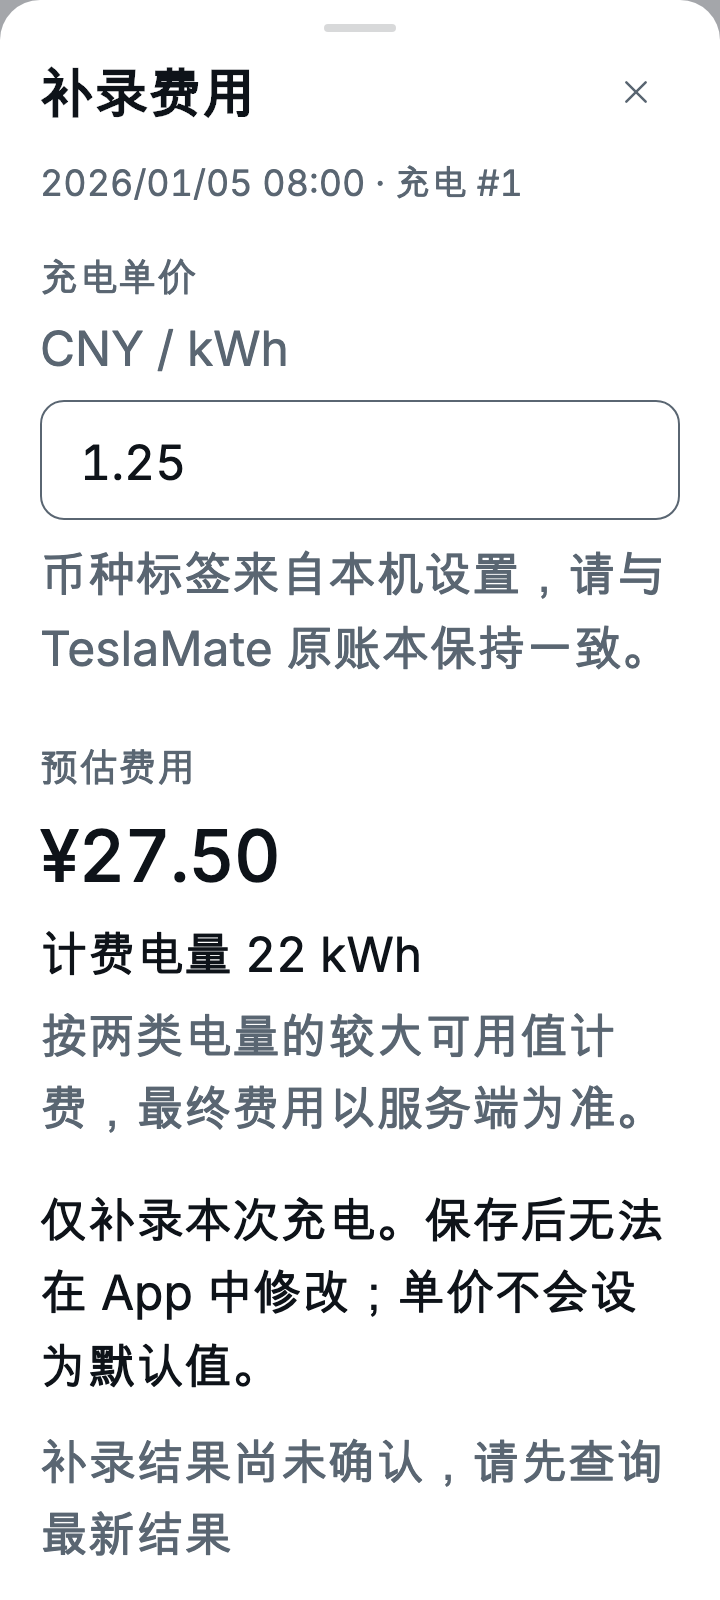 补录费用
2026/01/05 08:00 · 充电 #1
充电单价
CNY / kWh
1.25
币种标签来自本机设置，请与
TeslaMate 原账本保持一致。
预估费用
¥27.50
计费电量 22 kWh
按两类电量的较大可用值计
费，最终费用以服务端为准。
仅补录本次充电。保存后无法
在 App 中修改；单价不会设
为默认值。
补录结果尚未确认，请先查询
最新结果